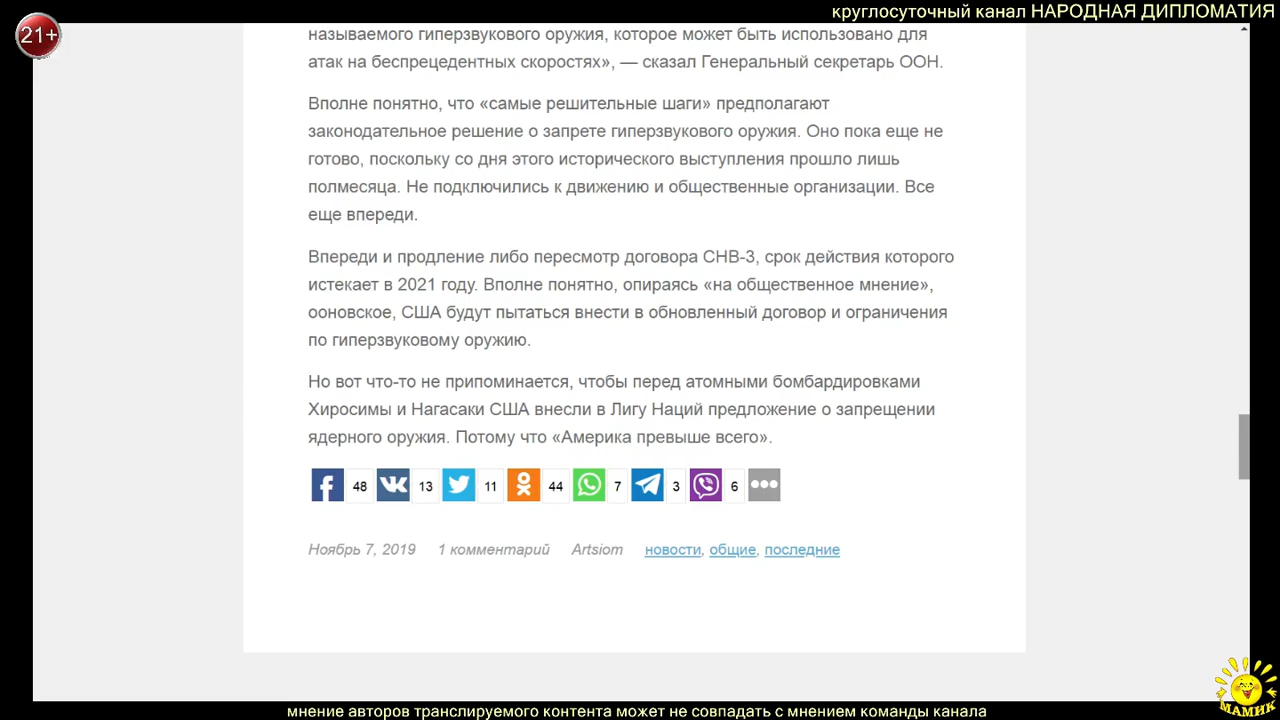 круглосуточный канал НАРОДНАЯ ДИПЛОМАТИЯ
21+
называемого гиперзвукового оружия, которое может быть использовано для
атак на беспрецедентных скоростях», — сказал Генеральный секретарь ООН.
Вполне понятно, что «самые решительные шаги» предполагают
законодательное решение о запрете гиперзвукового оружия. Оно пока еще не
готово, поскольку со дня этого исторического выступления прошло лишь
полмесяца. Не подключились к движению и общественные организации. Все
еще впереди.
Впереди и продление либо пересмотр договора СНВ-3, срок действия которого
истекает в 2021 году. Вполне понятно, опираясь «на общественное мнение»,
ооновское, США будут пытаться внести в обновленный договор и ограничения
по гиперзвуковому оружию.
Но вот что-то не припоминается, чтобы перед атомными бомбардировками
Хиросимы и Нагасаки США внесли в Лигу Наций предложение о запрещении
ядерного оружия. Потому что «Америка превыше всего».
48 13 11 44 7 3 6
Ноябрь 7, 2019 1 комментарий Artsiom новости, общие, последние
МАМИК
мнение авторов транслируемого контента может не совпадать с мнением команды канала